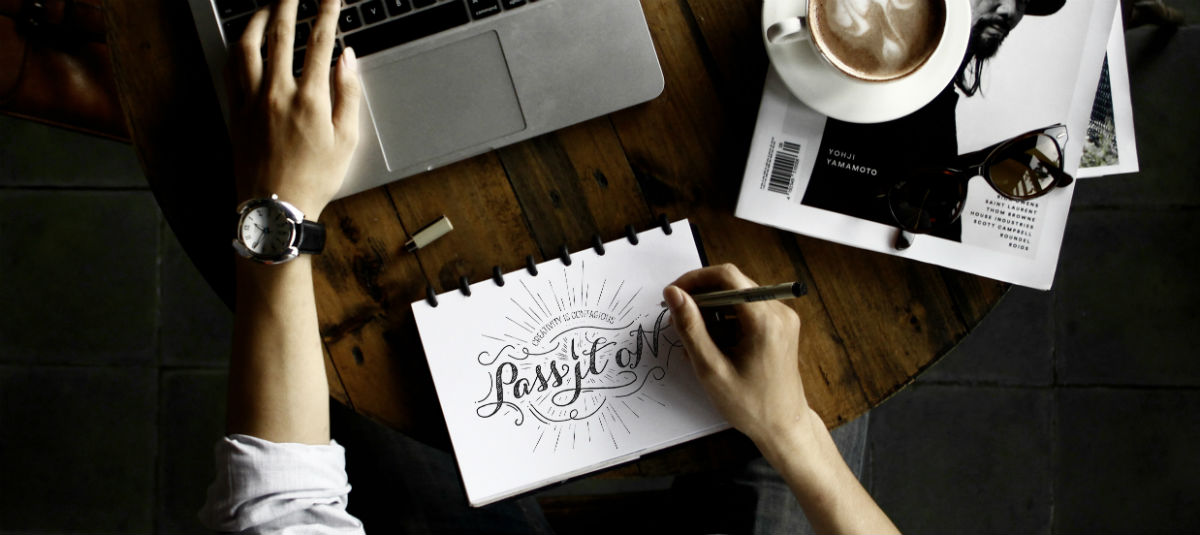 YOHJI
YAMAMOTO
SAINT LAURENT
THOM BROWNE
HOUSE INDUSTRIES
SCOTT CAMPBELL
ROUNDEL
ROIDS
CREATIVITY IS CONTAGIOUS
Pass it oN